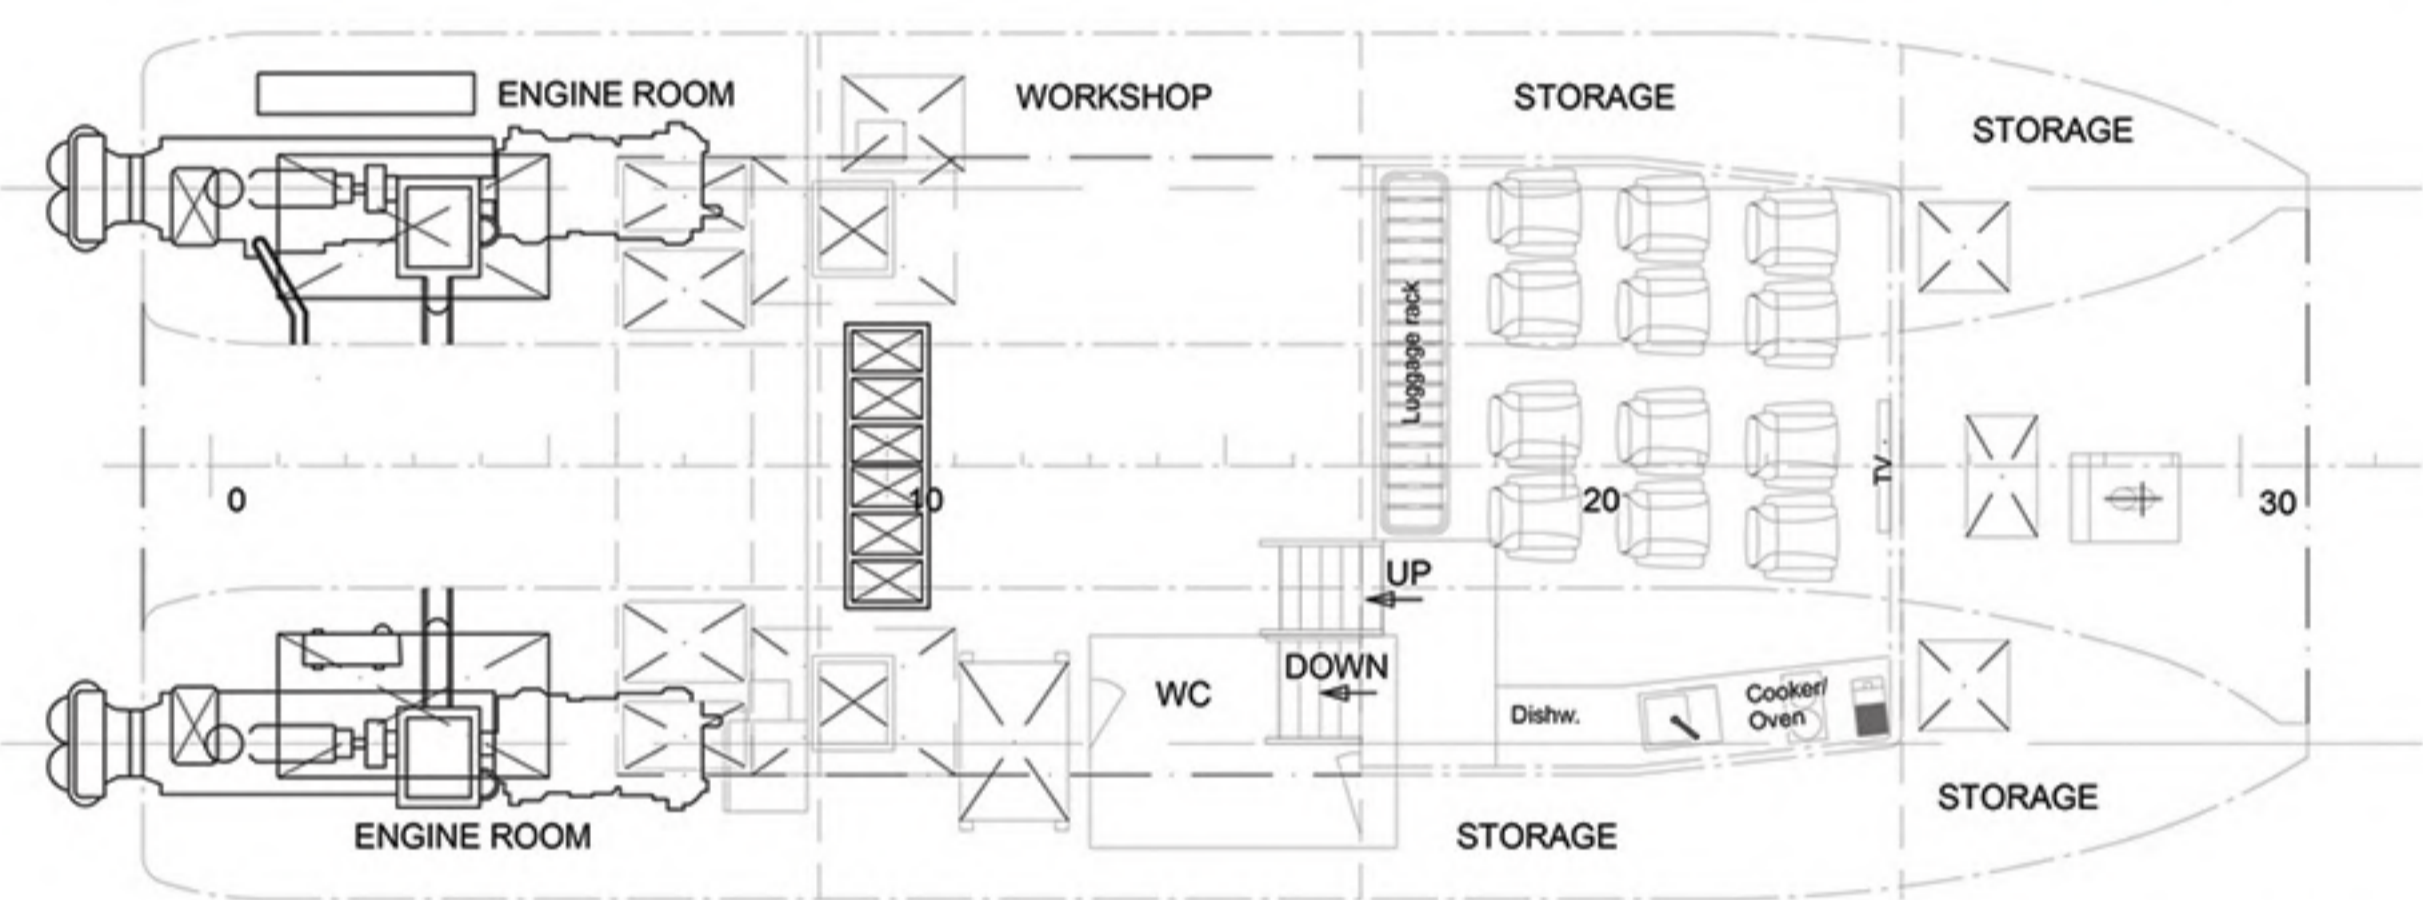 ENGINE ROOM
WORKSHOP
STORAGE
STORAGE
Luggage rack
TV
0
10
20
30
UP
DOWN
WC
Dishw.
Cooker/
Oven
ENGINE ROOM
STORAGE
STORAGE